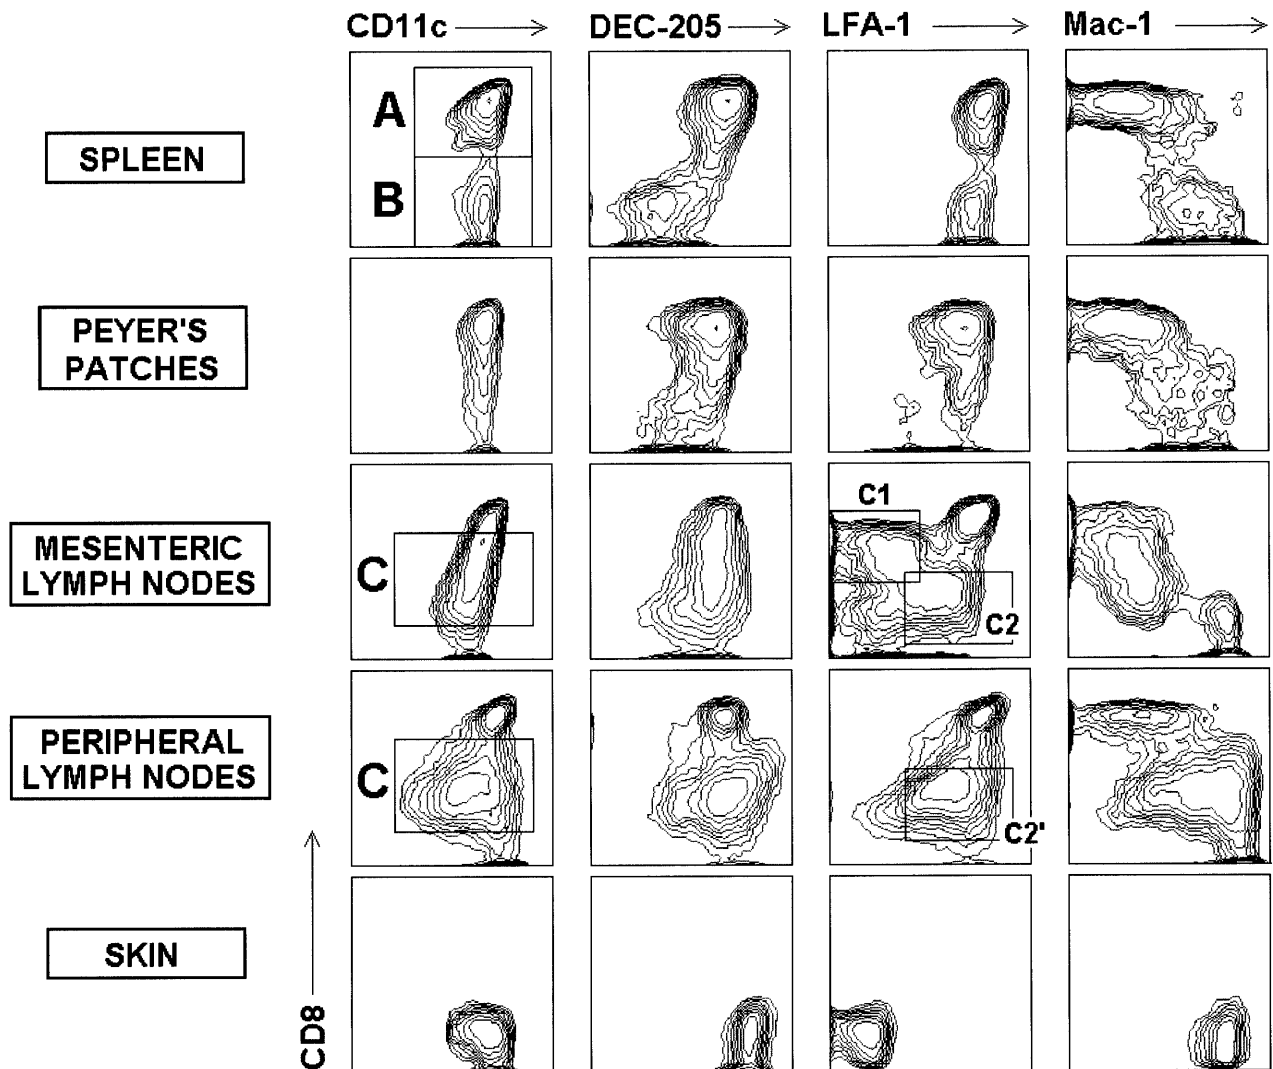 CD11c DEC-205 LFA-1 Mac-1
A
SPLEEN
B
PEYER'S
PATCHES
C1
MESENTERIC
LYMPH NODES
C
C2
PERIPHERAL
LYMPH NODES
C
C2'
SKIN
CD8